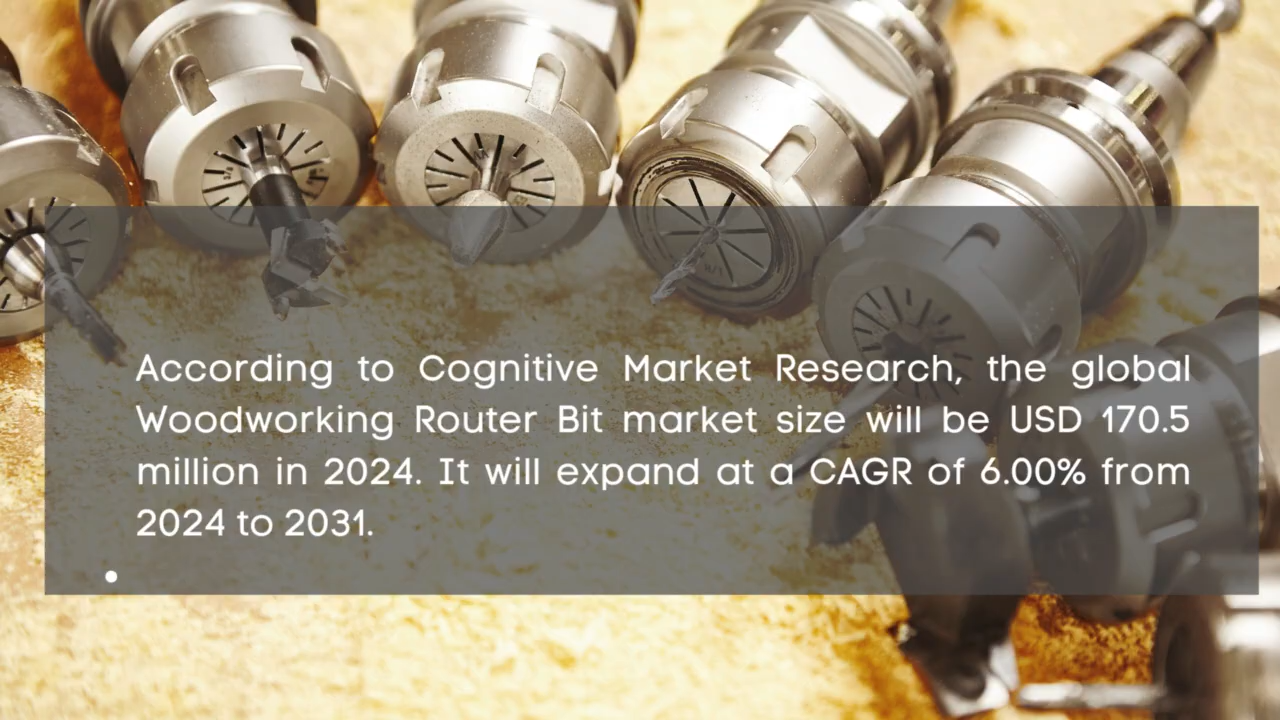 According to Cognitive Market Research, the global
Woodworking Router Bit market size will be USD 170.5
million in 2024. It will expand at a CAGR of 6.00% from
2024 to 2031.